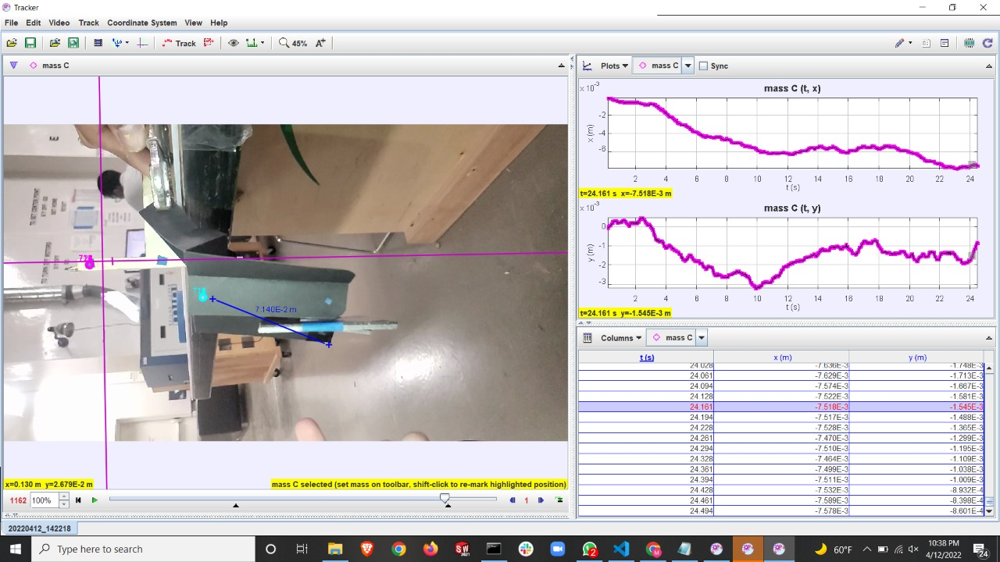 Tracker
File Edit Video Track Coordinate System View Help
Track 45% A+
mass C
Plots mass C Sync
mass C (t, x)
x 10-3
-2
-4
-6
x (m)
2 4 6 8 10 12 14 16 18 20 22 24
t (s)
t=24.161 s x=-7.518E-3 m
mass C (t, y)
x 10-3
0
-1
-2
-3
y (m)
2 4 6 8 10 12 14 16 18 20 22 24
t (s)
t=24.161 s y=-1.545E-3 m
7.140E-2 m
Columns mass C
t (s) x (m) y (m)
24.028 -7.636E-3 -1.748E-3
24.061 -7.629E-3 -1.713E-3
24.094 -7.574E-3 -1.667E-3
24.128 -7.522E-3 -1.581E-3
24.161 -7.518E-3 -1.545E-3
24.194 -7.517E-3 -1.488E-3
24.228 -7.528E-3 -1.365E-3
24.261 -7.470E-3 -1.299E-3
24.294 -7.510E-3 -1.195E-3
24.328 -7.464E-3 -1.109E-3
24.361 -7.499E-3 -1.039E-3
24.394 -7.511E-3 -1.009E-3
24.428 -7.532E-3 -8.932E-4
24.461 -7.589E-3 -8.398E-4
24.494 -7.578E-3 -8.601E-4
x=0.130 m y=2.679E-2 m
mass C selected (set mass on toolbar, shift-click to re-mark highlighted position)
1162 100% 1
20220412_142218
Type here to search
SW
2021
2
60°F
10:38 PM
4/12/2022
24